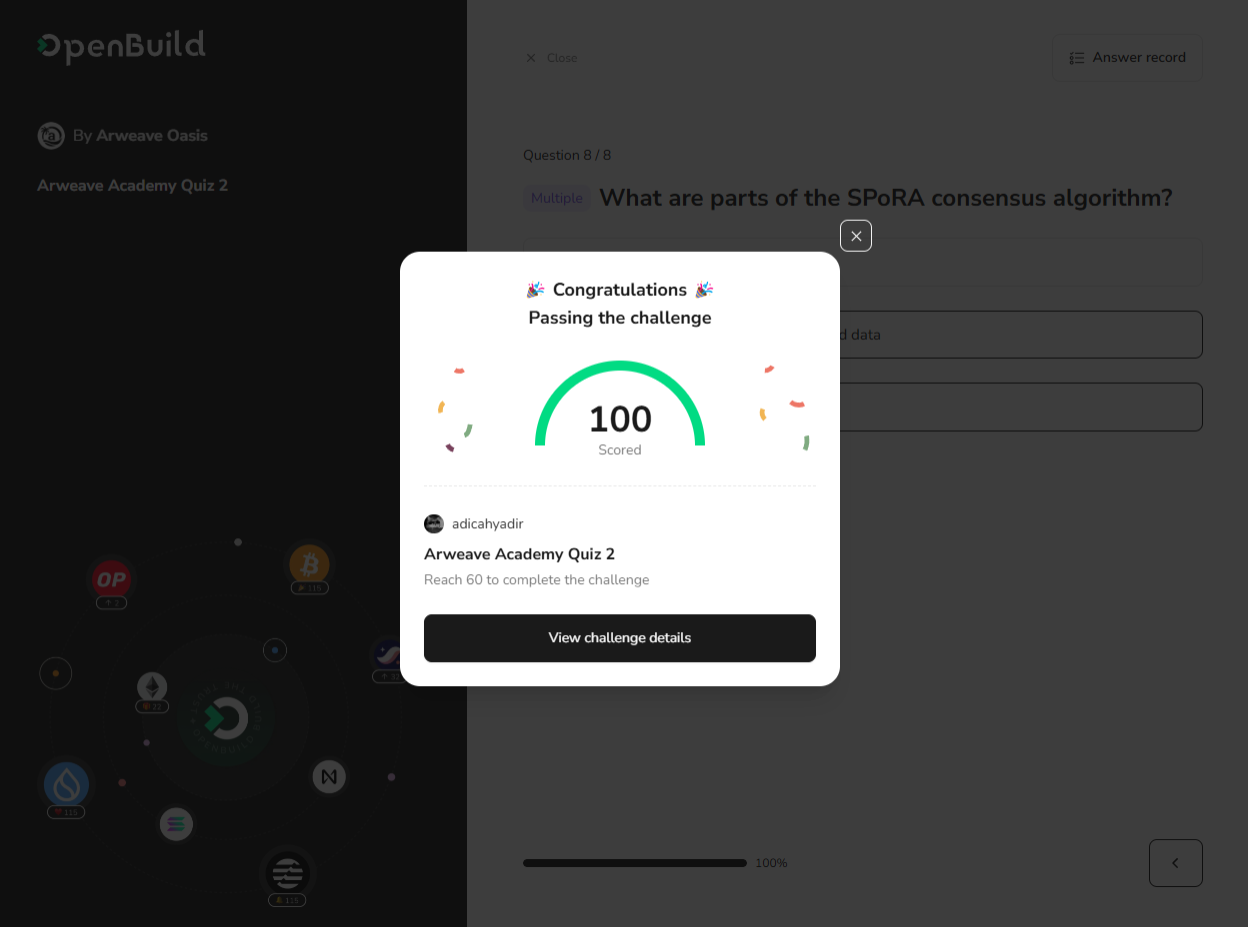 OpenBuild
By Arweave Oasis
Arweave Academy Quiz 2
Close
Answer record
Question 8 / 8
Multiple
What are parts of the SPoRA consensus algorithm?
d data
🎉 Congratulations 🎉
Passing the challenge
100
Scored
adicahyadir
Arweave Academy Quiz 2
Reach 60 to complete the challenge
View challenge details
OP
22
115
100%